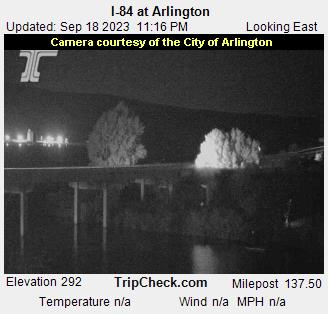 I-84 at Arlington
Updated: Sep 18 2023 11:16 PM Looking East
Camera courtesy of the City of Arlington
Elevation 292 TripCheck.com Milepost 137.50
Temperature n/a Wind n/a MPH n/a